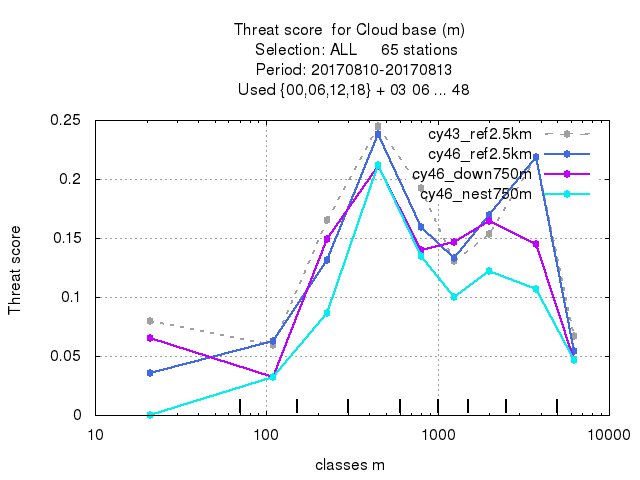 Threat score for Cloud base (m)
Selection: ALL 65 stations
Period: 20170810-20170813
Used {00,06,12,18} + 03 06 ... 48
0.25
0.2
0.15
0.1
0.05
0
Threat score
cy43_ref2.5km
cy46_ref2.5km
cy46_down750m
cy46_nest750m
10 100 1000 10000
classes m